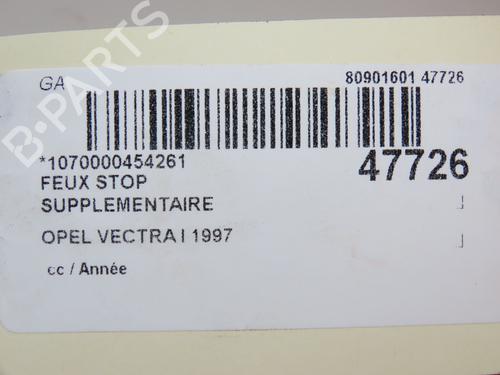 GA
80901601 47726
*1070000454261
47726
FEUX STOP
SUPPLEMENTAIRE
OPEL VECTRA I 1997
cc / Année
B-PARTS